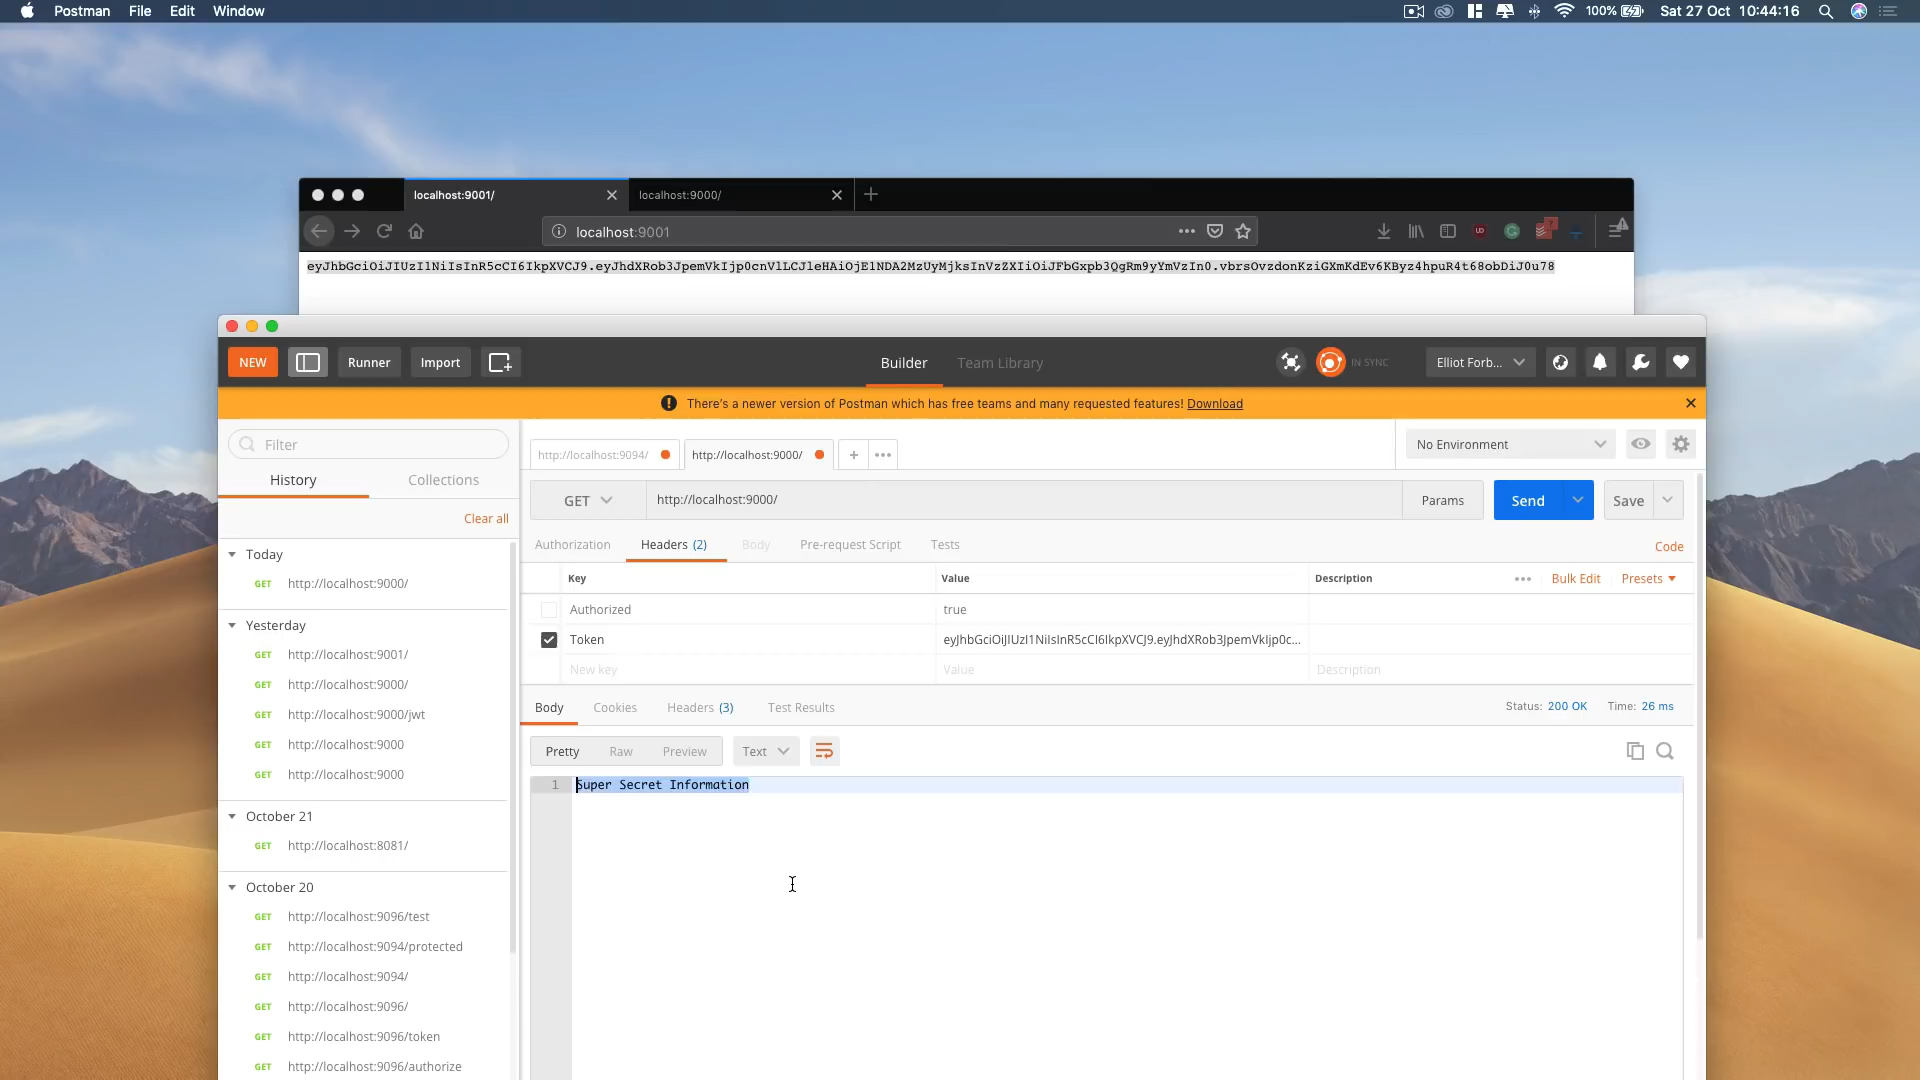 Postman File Edit Window 100% Sat 27 Oct 10:44:16
localhost:9001/ localhost:9000/
localhost:9001
eyJhbGciOiJIUzI1NiIsInR5cCI6IkpXVCJ9.eyJhdXRob3JpemVkIjp0cnVlLCJleHAiOjE1NDA2MzUyMjksInVzZXIiOiJFbGxpb3QgRm9yYmVzIn0.vbrsOvzdonKziGXmKdEv6KByz4hpuR4t68obDiJ0u78
NEW Runner Import Builder Team Library IN SYNC Elliot Forb...
There's a newer version of Postman which has free teams and many requested features! Download
Filter
History Collections
Clear all
Today
GET http://localhost:9000/
Yesterday
GET http://localhost:9001/
GET http://localhost:9000/
GET http://localhost:9000/jwt
GET http://localhost:9000
GET http://localhost:9000
October 21
GET http://localhost:8081/
October 20
GET http://localhost:9096/test
GET http://localhost:9094/protected
GET http://localhost:9094/
GET http://localhost:9096/
GET http://localhost:9096/token
GET http://localhost:9096/authorize
http://localhost:9094/ http://localhost:9000/ No Environment
GET http://localhost:9000/ Params Send Save
Authorization Headers (2) Body Pre-request Script Tests Code
Key Value Description Bulk Edit Presets
Authorized true
Token eyJhbGciOiJIUzI1NiIsInR5cCI6IkpXVCJ9.eyJhdXRob3JpemVkIjp0c...
New key Value Description
Body Cookies Headers (3) Test Results Status: 200 OK Time: 26 ms
Pretty Raw Preview Text
1 Super Secret Information